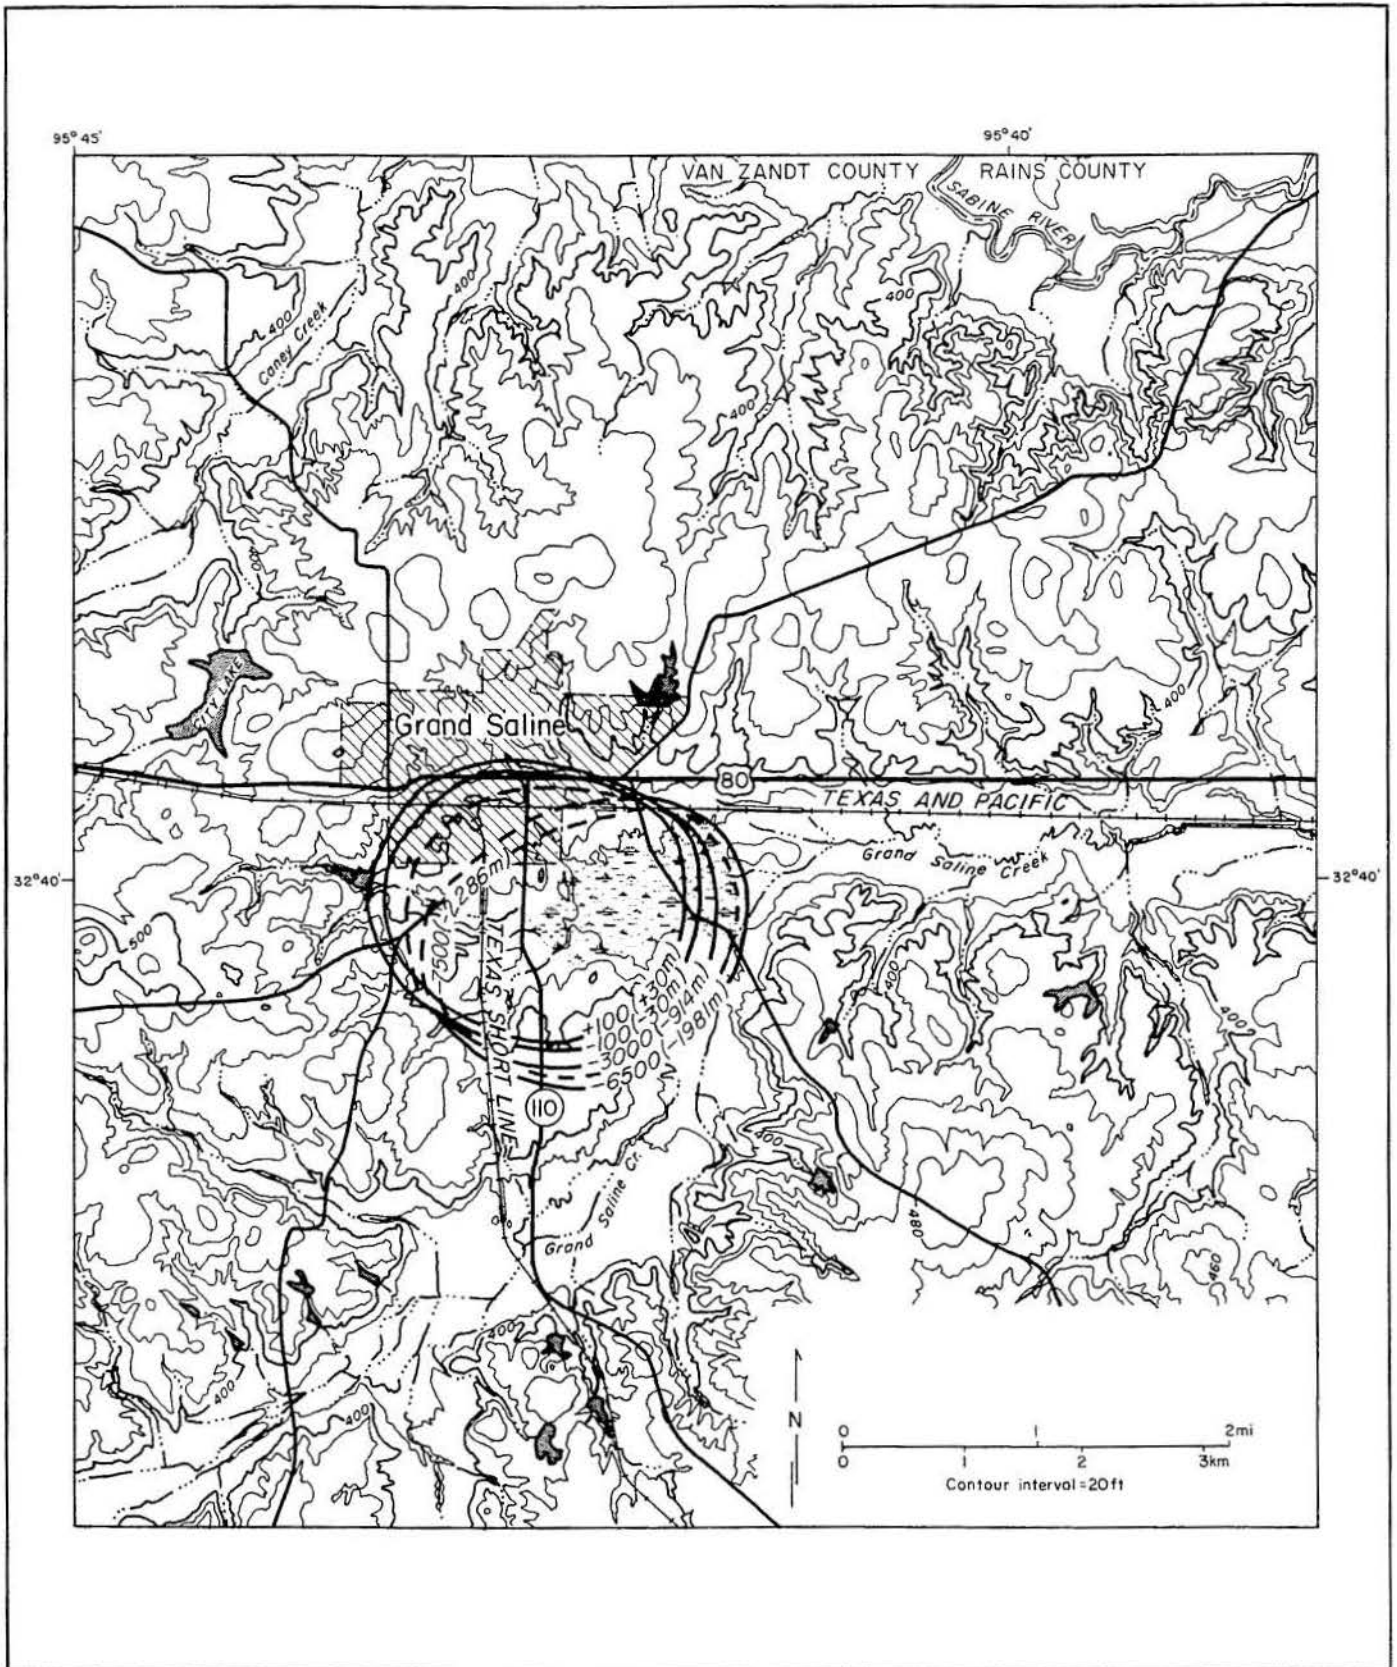 95° 45'
95° 40'
VAN ZANDT COUNTY RAINS COUNTY
SABINE RIVER
400
400
400
Caney Creek
400
400
CITY LAKE
400
Grand Saline
80
TEXAS AND PACIFIC
Grand Saline Creek
32° 40'
32° 40'
500
-500 (-286m)
TEXAS SHORT LINE
400
400
+100 (+30m)
-100 (-30m)
-3000 (-914m)
-6500 (-1981m)
110
400
Grand Saline Cr.
480
460
400
400
400
N
0 1 2mi
0 1 2 3km
Contour interval = 20ft